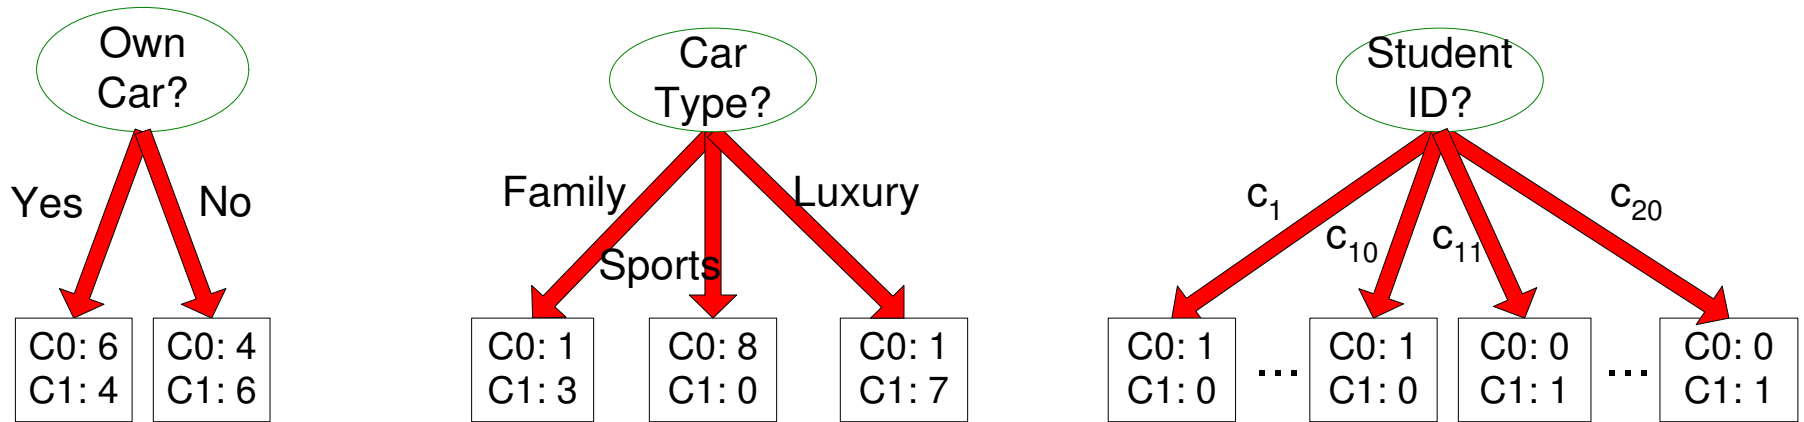 Own
Car?
Yes
No
C0: 6
C1: 4
C0: 4
C1: 6
Car
Type?
Family
Sports
Luxury
C0: 1
C1: 3
C0: 8
C1: 0
C0: 1
C1: 7
Student
ID?
c1
c10
c11
c20
C0: 1
C1: 0
...
C0: 1
C1: 0
C0: 0
C1: 1
...
C0: 0
C1: 1